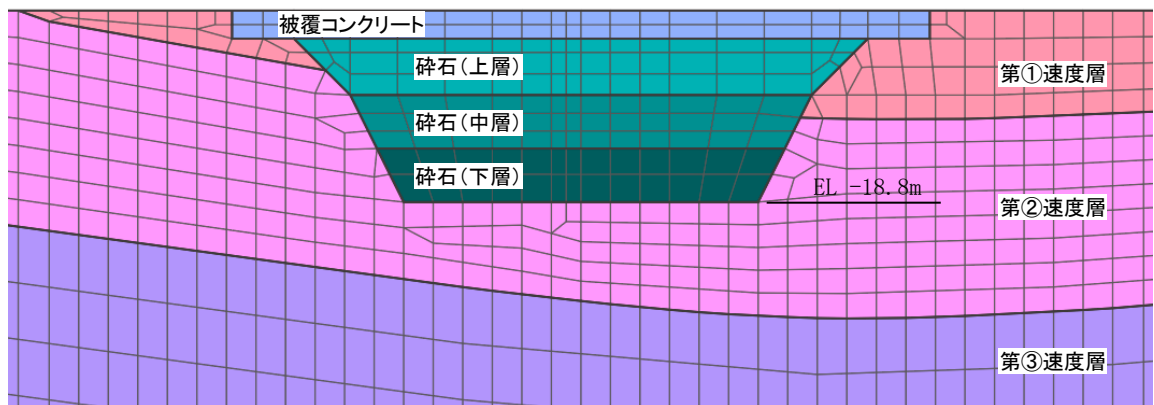 被覆コンクリート
砕石(上層)
第①速度層
砕石(中層)
砕石(下層)
EL -18.8m
第②速度層
第③速度層